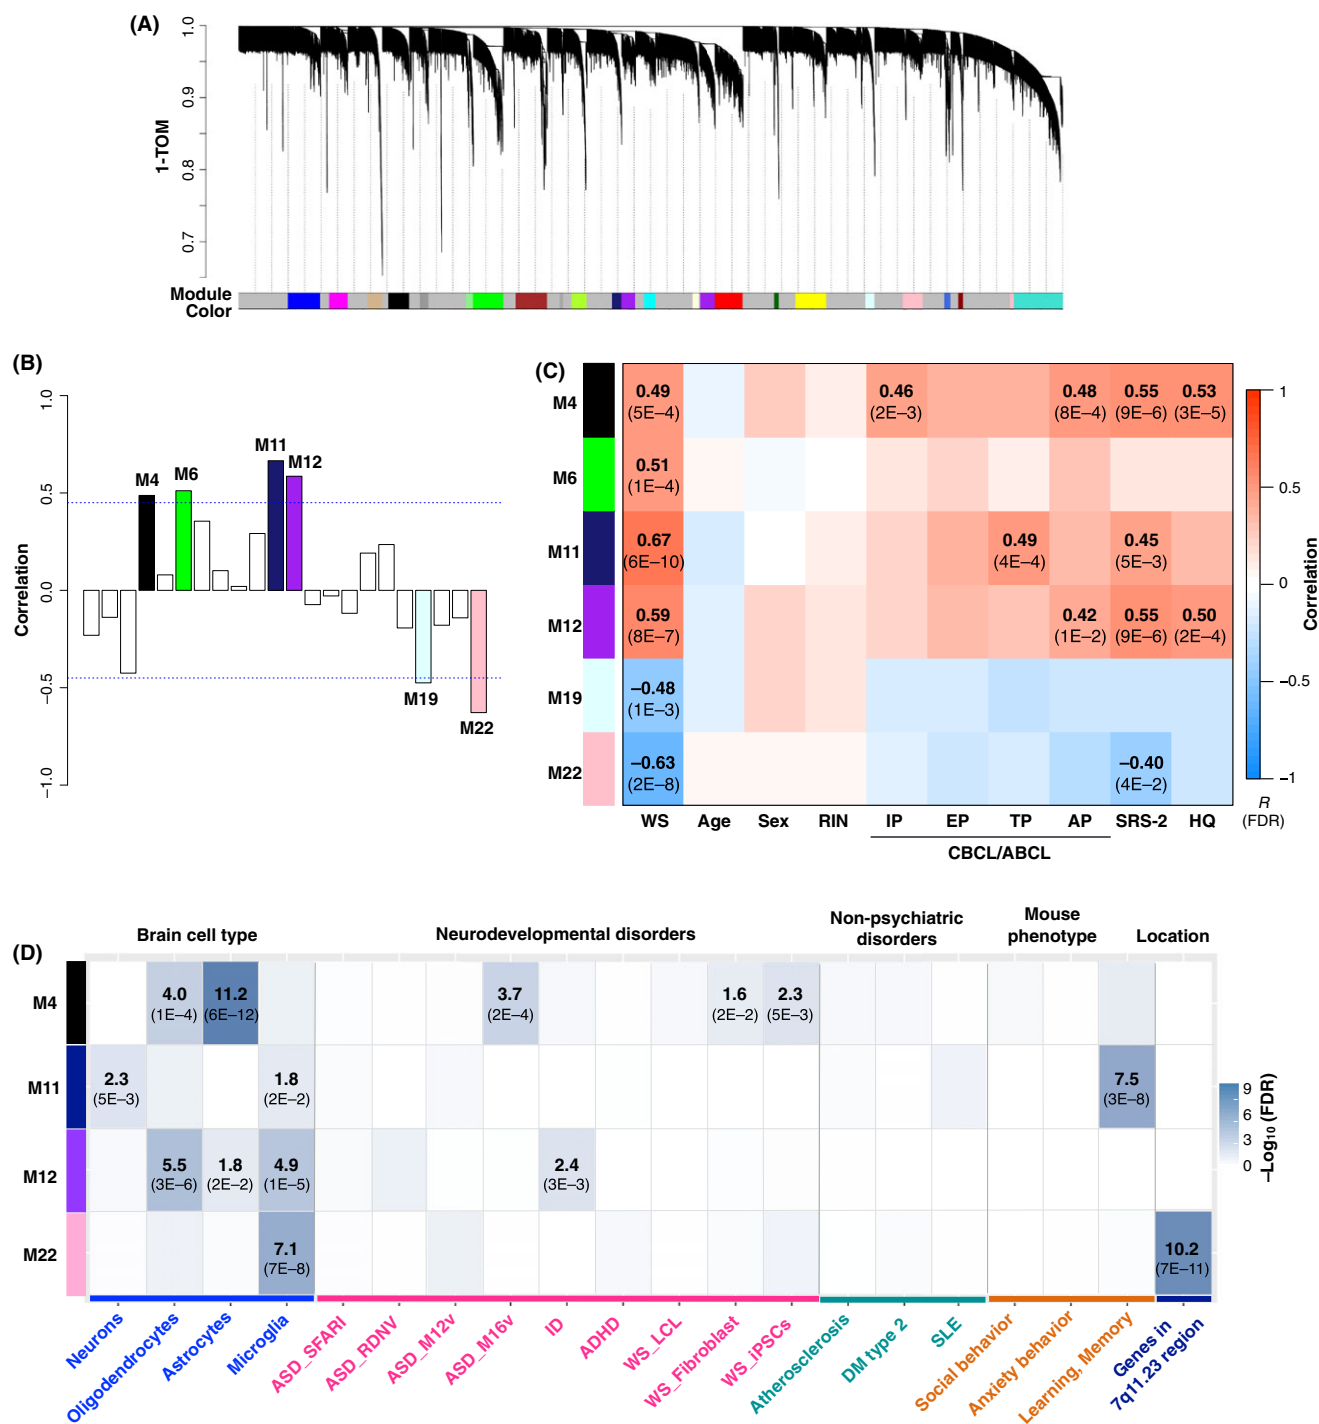 (A)
1.0
0.9
0.8
0.7
1-TOM
Module
Color
(B)
1.0
0.5
0.0
−0.5
−1.0
Correlation
M4
M6
M11
M12
M19
M22
(C)
M4
0.49
(5E–4)
0.46
(2E–3)
0.48
(8E–4)
0.55
(9E–6)
0.53
(3E–5)
M6
0.51
(1E–4)
M11
0.67
(6E–10)
0.49
(4E–4)
0.45
(5E–3)
M12
0.59
(8E–7)
0.42
(1E–2)
0.55
(9E–6)
0.50
(2E–4)
M19
–0.48
(1E–3)
M22
–0.63
(2E–8)
–0.40
(4E–2)
WS
Age
Sex
RIN
IP
EP
TP
AP
SRS-2
HQ
CBCL/ABCL
1
0.5
0
–0.5
–1
Correlation
R
(FDR)
(D)
Brain cell type
Neurodevelopmental disorders
Non-psychiatric
disorders
Mouse
phenotype
Location
M4
4.0
(1E–4)
11.2
(6E–12)
3.7
(2E–4)
1.6
(2E–2)
2.3
(5E–3)
M11
2.3
(5E–3)
1.8
(2E–2)
7.5
(3E–8)
M12
5.5
(3E–6)
1.8
(2E–2)
4.9
(1E–5)
2.4
(3E–3)
M22
7.1
(7E–8)
10.2
(7E–11)
9
6
3
0
–Log10 (FDR)
Neurons
Oligodendrocytes
Astrocytes
Microglia
ASD_SFARI
ASD_RDNV
ASD_M12v
ASD_M16v
ID
ADHD
WS_LCL
WS_Fibroblast
WS_iPSCs
Atherosclerosis
DM type 2
SLE
Social behavior
Anxiety behavior
Learning, Memory
Genes in
7q11.23 region